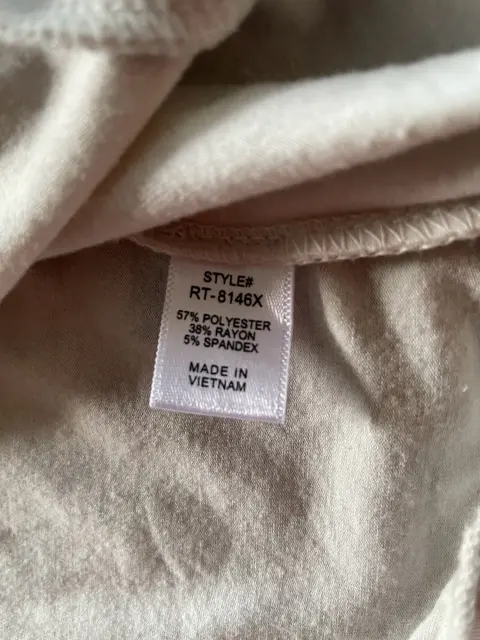 STYLE#
RT-8146X
57% POLYESTER
38% RAYON
5% SPANDEX
MADE IN
VIETNAM